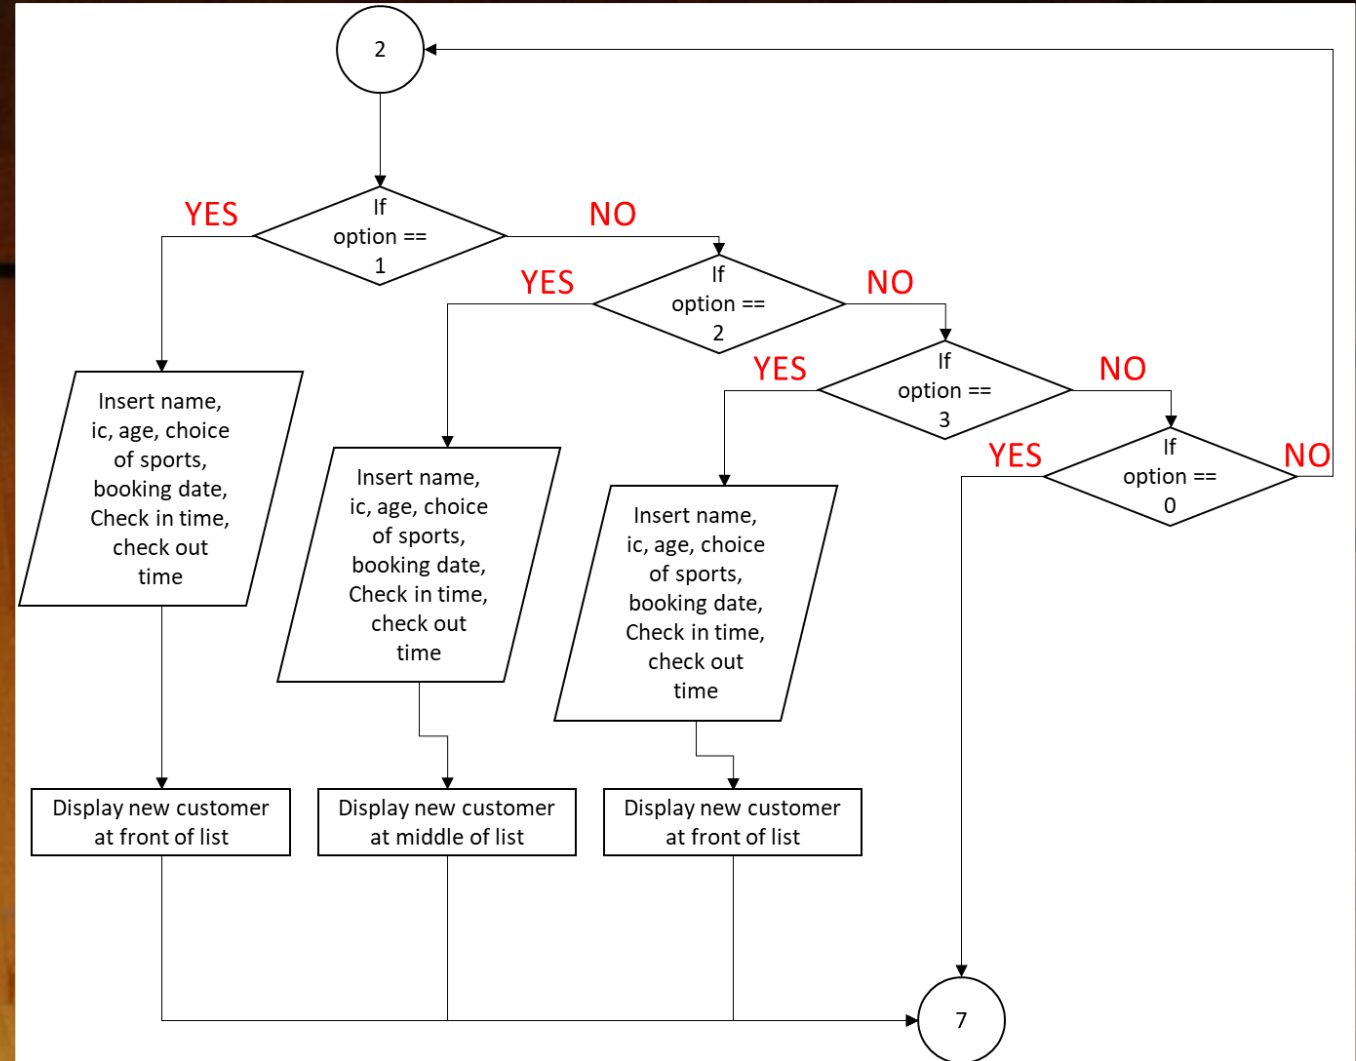 2
If
option ==
1
YES
NO
If
option ==
2
YES
NO
If
option ==
3
YES
NO
If
option ==
0
YES
NO
Insert name,
ic, age, choice
of sports,
booking date,
Check in time,
check out
time
Insert name,
ic, age, choice
of sports,
booking date,
Check in time,
check out
time
Insert name,
ic, age, choice
of sports,
booking date,
Check in time,
check out
time
Display new customer
at front of list
Display new customer
at middle of list
Display new customer
at front of list
7